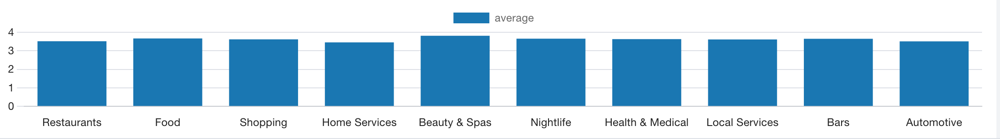 average
4
3
2
1
0
Restaurants Food Shopping Home Services Beauty & Spas Nightlife Health & Medical Local Services Bars Automotive